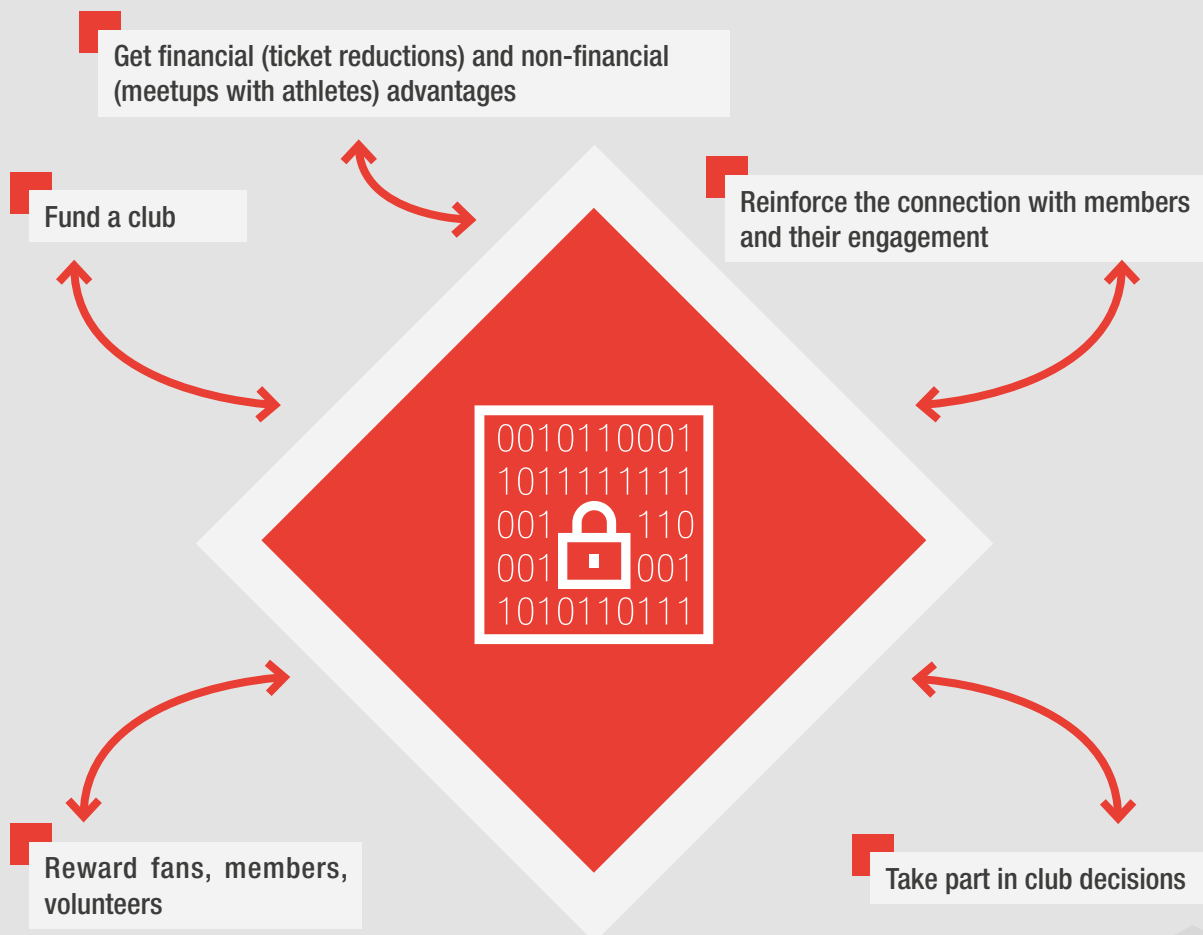 Get financial (ticket reductions) and non-financial
(meetups with athletes) advantages
Fund a club
Reinforce the connection with members
and their engagement
0010110001
1011111111
001 110
001 001
1010110111
Reward fans, members,
volunteers
Take part in club decisions